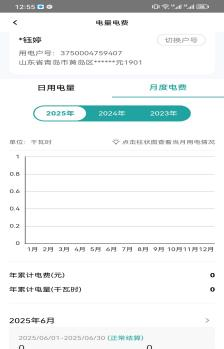 12:55
电量电费
*钰婷
切换户号
用电户号： 3750004759407
山东省青岛市黄岛区******元1901
日用电量
月度电费
2025年
2024年
2023年
单位：千瓦时
点击柱状图查看当月用电情况
1
0.8
0.6
0.4
0.2
0
1月 2月 3月 4月 5月 6月 7月 8月 9月 10月11月12月
年累计电费(元) 0
年累计电量(千瓦时) 0
2025年6月 >
2025/06/01-2025/06/30 (正常结算)
0 0